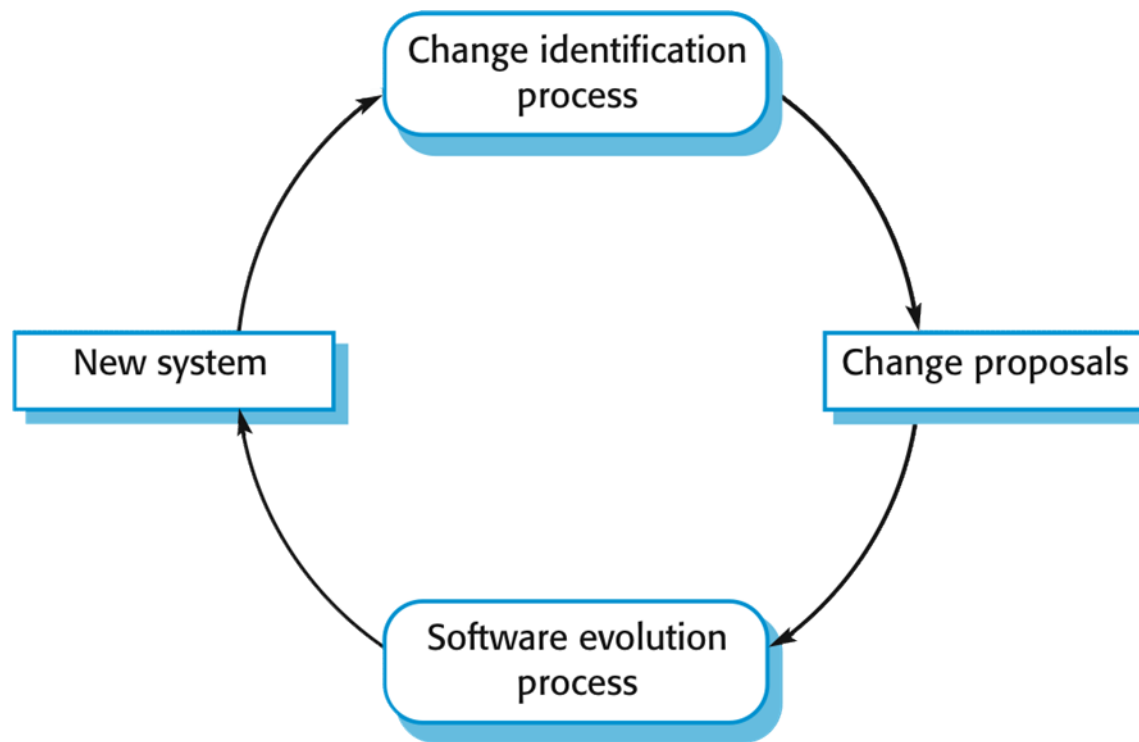 Change identification
process
New system
Change proposals
Software evolution
process